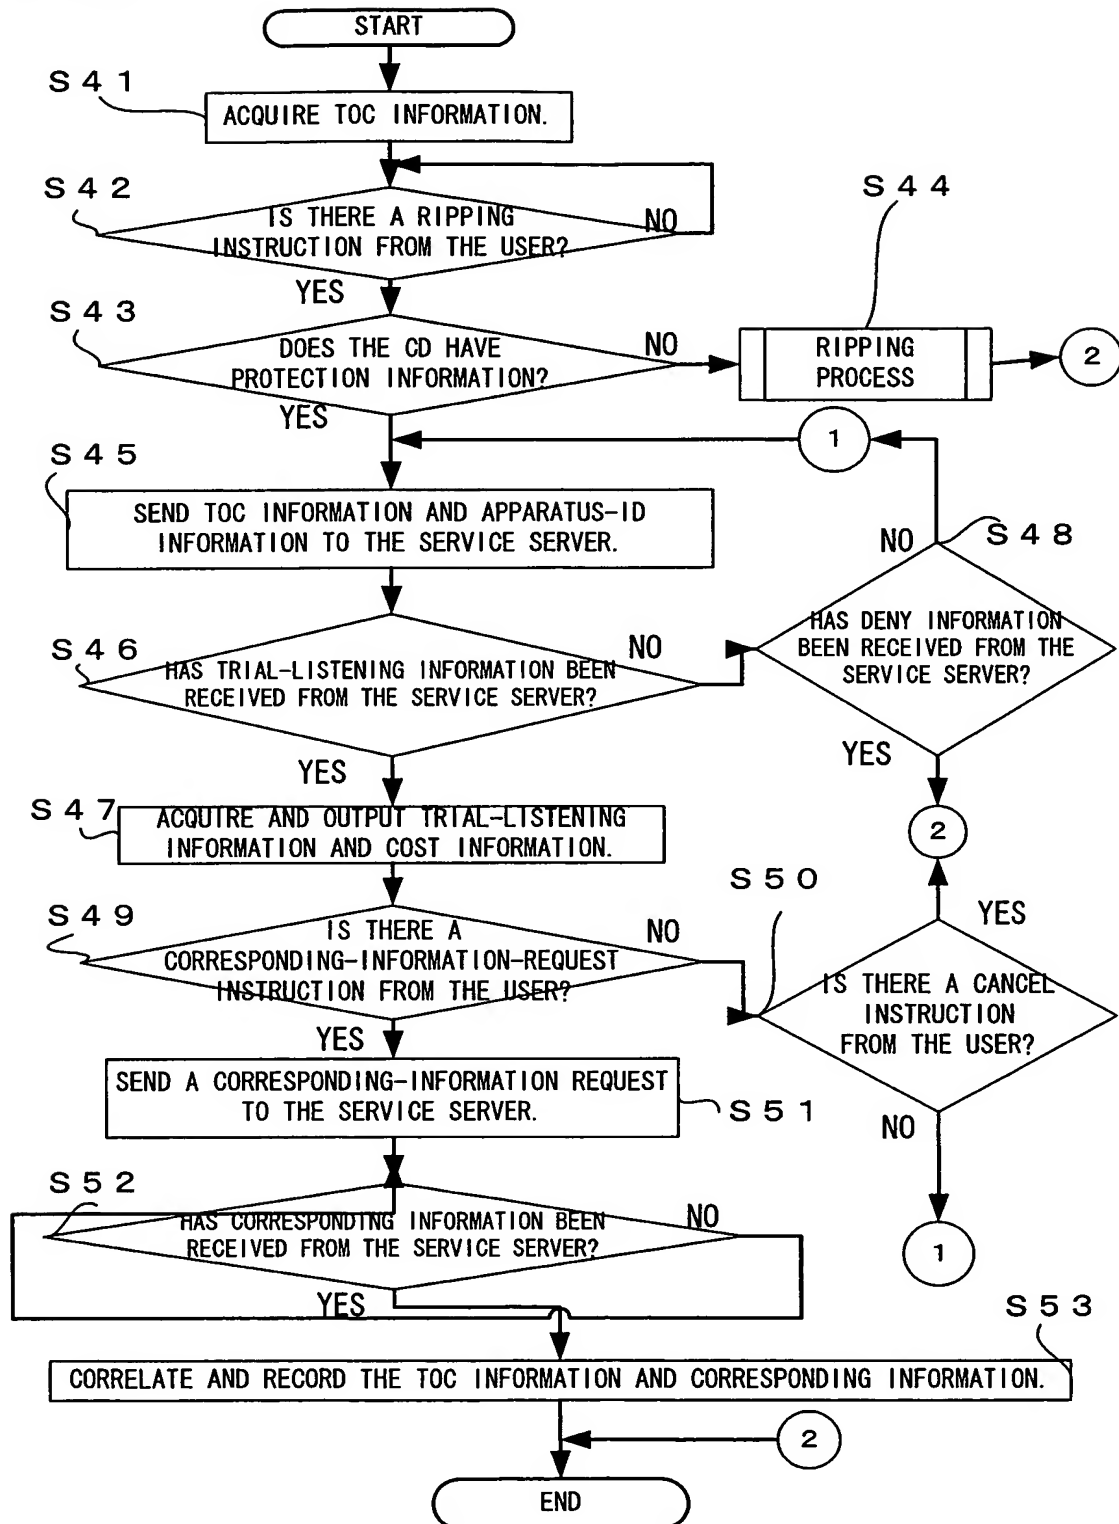 START
S41
ACQUIRE TOC INFORMATION.
S42
IS THERE A RIPPING
INSTRUCTION FROM THE USER?
NO
YES
S43
DOES THE CD HAVE
PROTECTION INFORMATION?
NO
YES
S44
RIPPING
PROCESS
2
1
S45
SEND TOC INFORMATION AND APPARATUS-ID
INFORMATION TO THE SERVICE SERVER.
S46
HAS TRIAL-LISTENING INFORMATION BEEN
RECEIVED FROM THE SERVICE SERVER?
NO
YES
NO
S48
HAS DENY INFORMATION
BEEN RECEIVED FROM THE
SERVICE SERVER?
YES
2
S47
ACQUIRE AND OUTPUT TRIAL-LISTENING
INFORMATION AND COST INFORMATION.
S49
IS THERE A
CORRESPONDING-INFORMATION-REQUEST
INSTRUCTION FROM THE USER?
NO
YES
S50
YES
IS THERE A CANCEL
INSTRUCTION
FROM THE USER?
NO
1
SEND A CORRESPONDING-INFORMATION REQUEST
TO THE SERVICE SERVER.
S51
S52
HAS CORRESPONDING INFORMATION BEEN
RECEIVED FROM THE SERVICE SERVER?
NO
YES
S53
CORRELATE AND RECORD THE TOC INFORMATION AND CORRESPONDING INFORMATION.
2
END